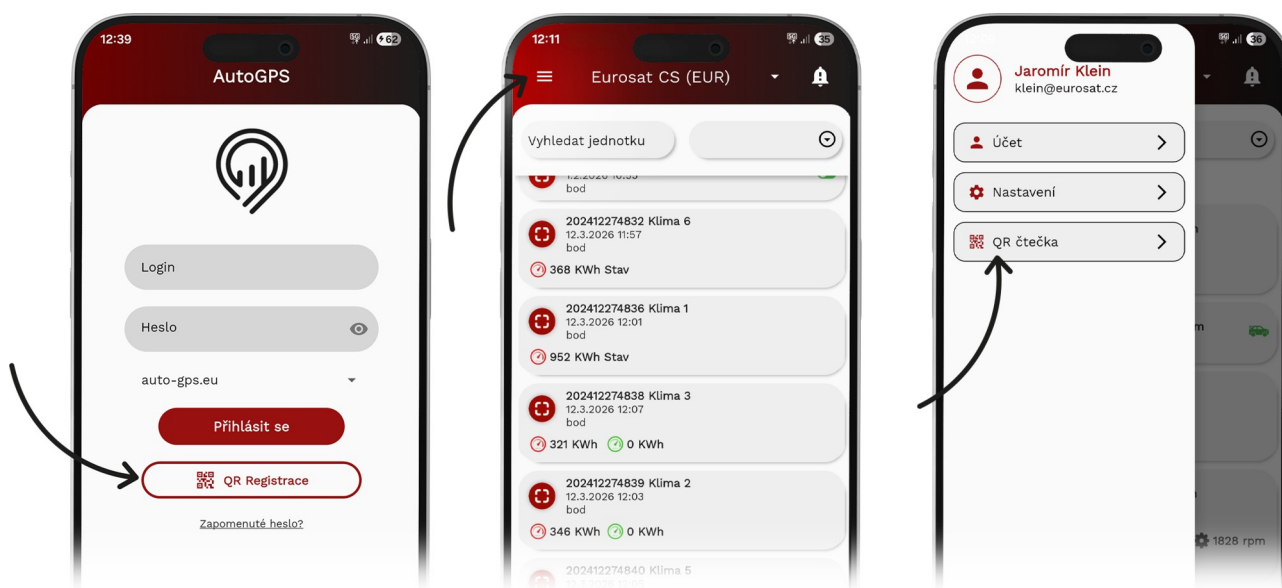 12:39
62
AutoGPS
Login
Heslo
auto-gps.eu
Přihlásit se
QR Registrace
Zapomenuté heslo?
12:11
35
Eurosat CS (EUR)
Vyhledat jednotku
bod
202412274832 Klima 6
12.3.2026 11:57
bod
368 KWh Stav
202412274836 Klima 1
12.3.2026 12:01
bod
952 KWh Stav
202412274838 Klima 3
12.3.2026 12:07
bod
321 KWh 0 KWh
202412274839 Klima 2
12.3.2026 12:03
bod
346 KWh 0 KWh
202412274840 Klima 5
36
Jaromír Klein
klein@eurosat.cz
Účet
Nastavení
QR čtečka
m
1828 rpm